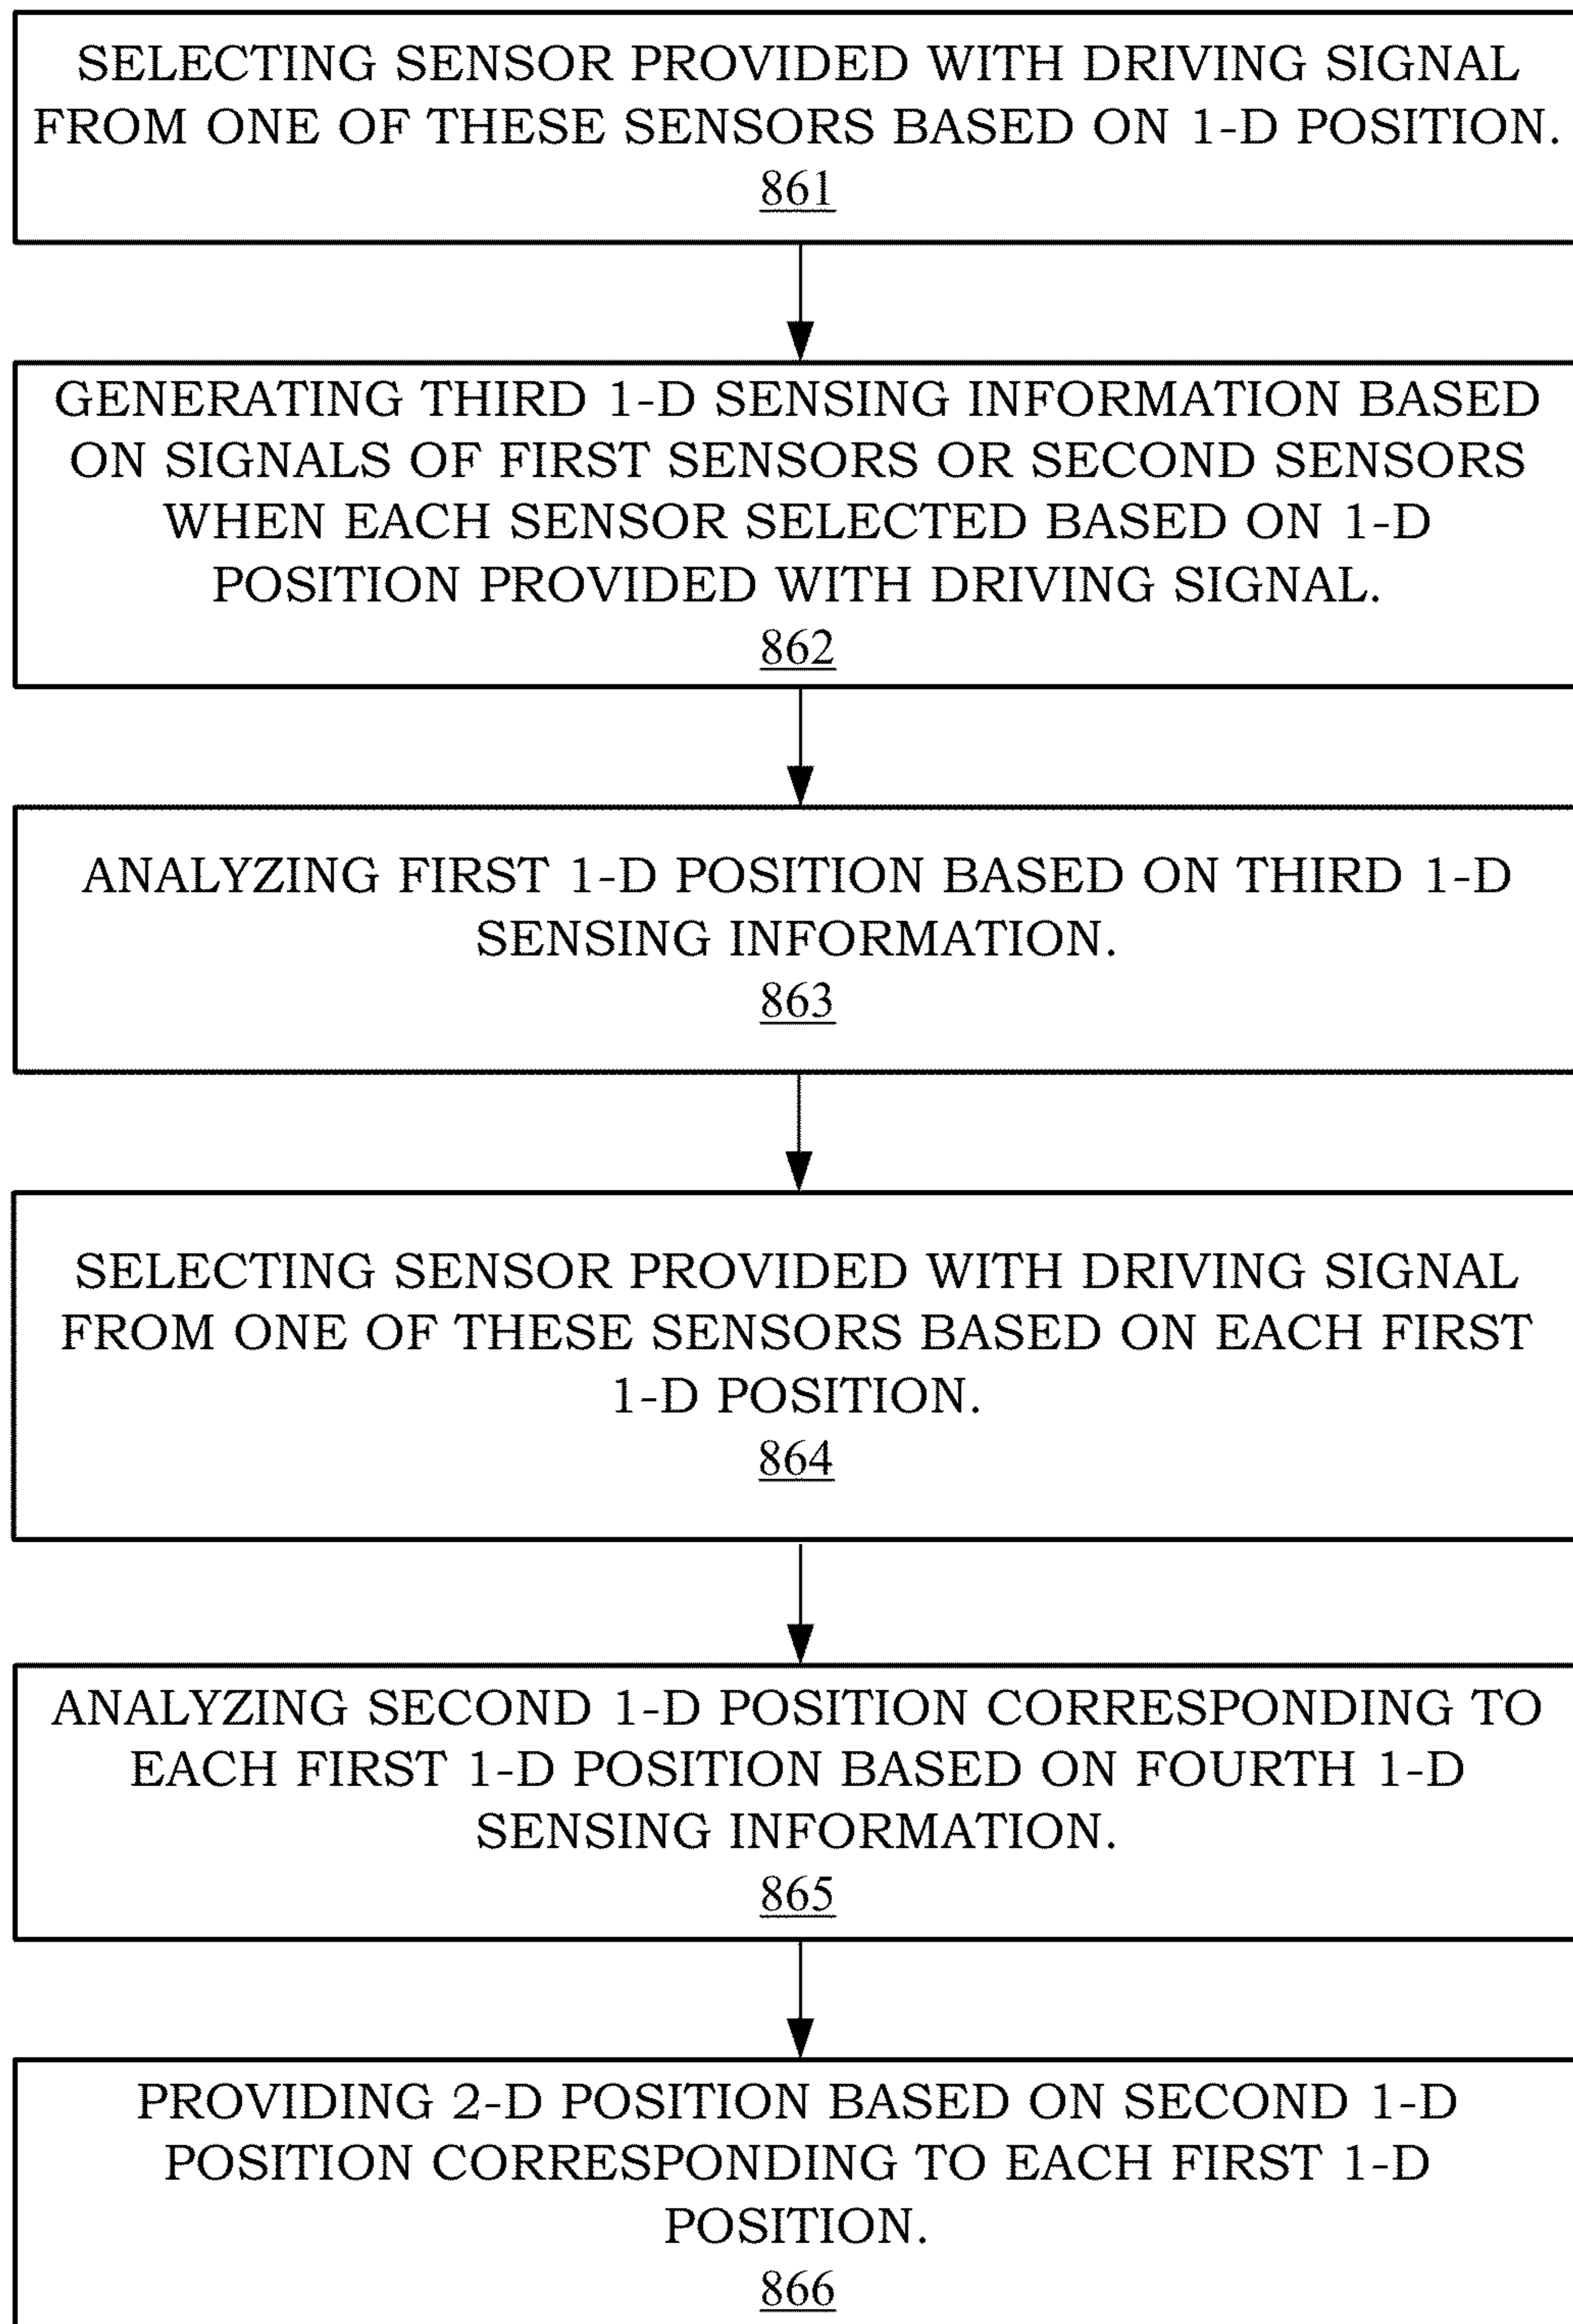 SELECTING SENSOR PROVIDED WITH DRIVING SIGNAL
FROM ONE OF THESE SENSORS BASED ON 1-D POSITION.
861
GENERATING THIRD 1-D SENSING INFORMATION BASED
ON SIGNALS OF FIRST SENSORS OR SECOND SENSORS
WHEN EACH SENSOR SELECTED BASED ON 1-D
POSITION PROVIDED WITH DRIVING SIGNAL.
862
ANALYZING FIRST 1-D POSITION BASED ON THIRD 1-D
SENSING INFORMATION.
863
SELECTING SENSOR PROVIDED WITH DRIVING SIGNAL
FROM ONE OF THESE SENSORS BASED ON EACH FIRST
1-D POSITION.
864
ANALYZING SECOND 1-D POSITION CORRESPONDING TO
EACH FIRST 1-D POSITION BASED ON FOURTH 1-D
SENSING INFORMATION.
865
PROVIDING 2-D POSITION BASED ON SECOND 1-D
POSITION CORRESPONDING TO EACH FIRST 1-D
POSITION.
866